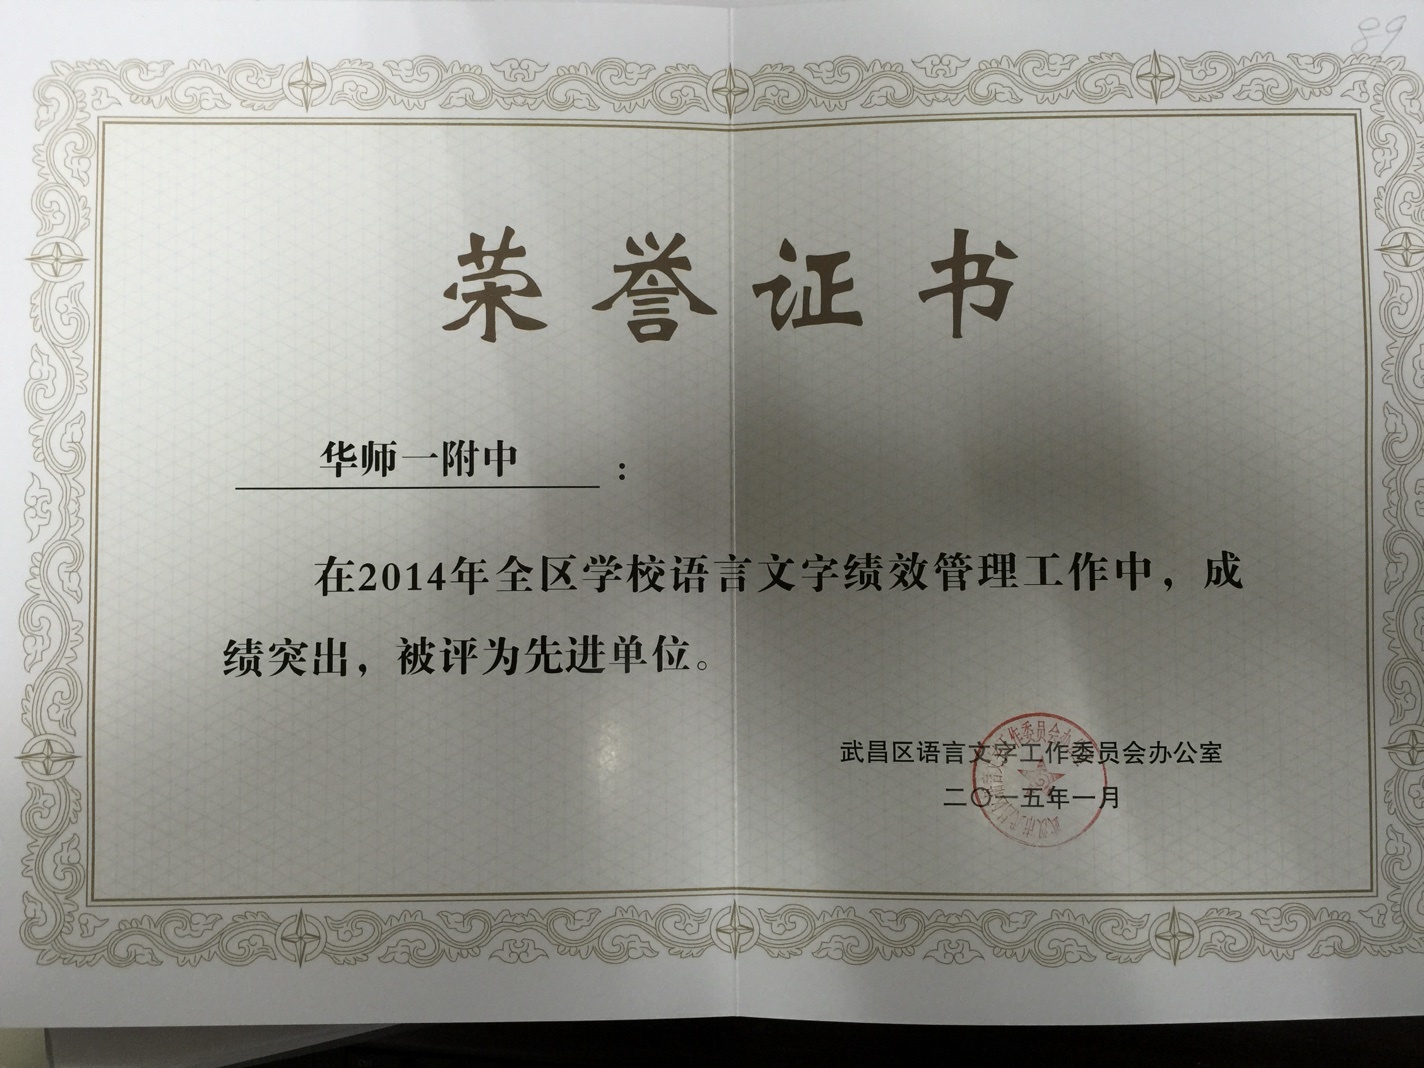 89
荣誉证书
华师一附中:
在2014年全区学校语言文字绩效管理工作中，成
绩突出，被评为先进单位。
武昌区语言文字工作委员会办公室
二〇一五年一月